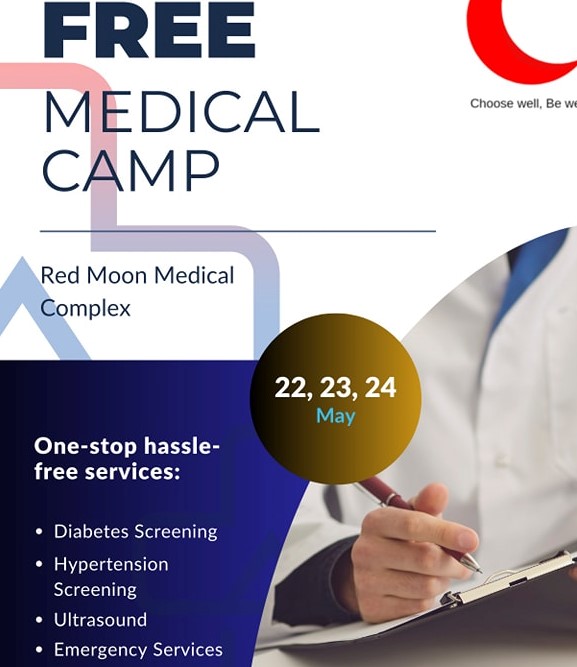 FREE
MEDICAL
CAMP
Choose well, Be we
Red Moon Medical
Complex
22, 23, 24
May
One-stop hassle-
free services:
• Diabetes Screening
• Hypertension
Screening
• Ultrasound
• Emergency Services